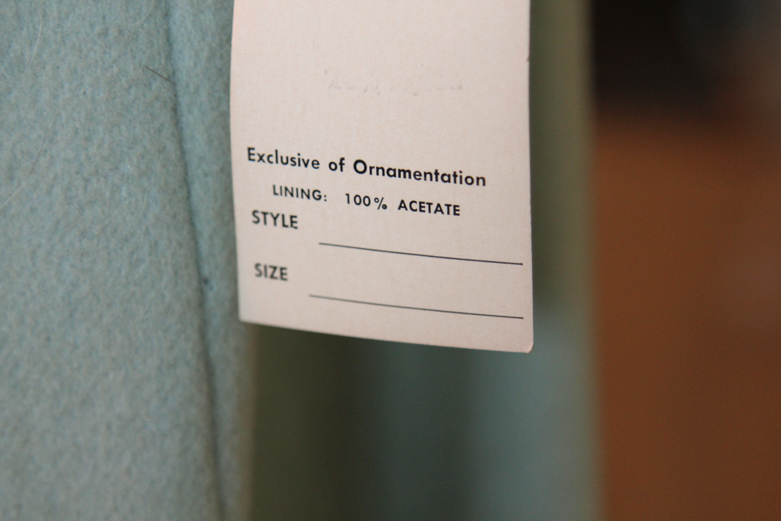 Exclusive of Ornamentation
LINING: 100% ACETATE
STYLE
SIZE